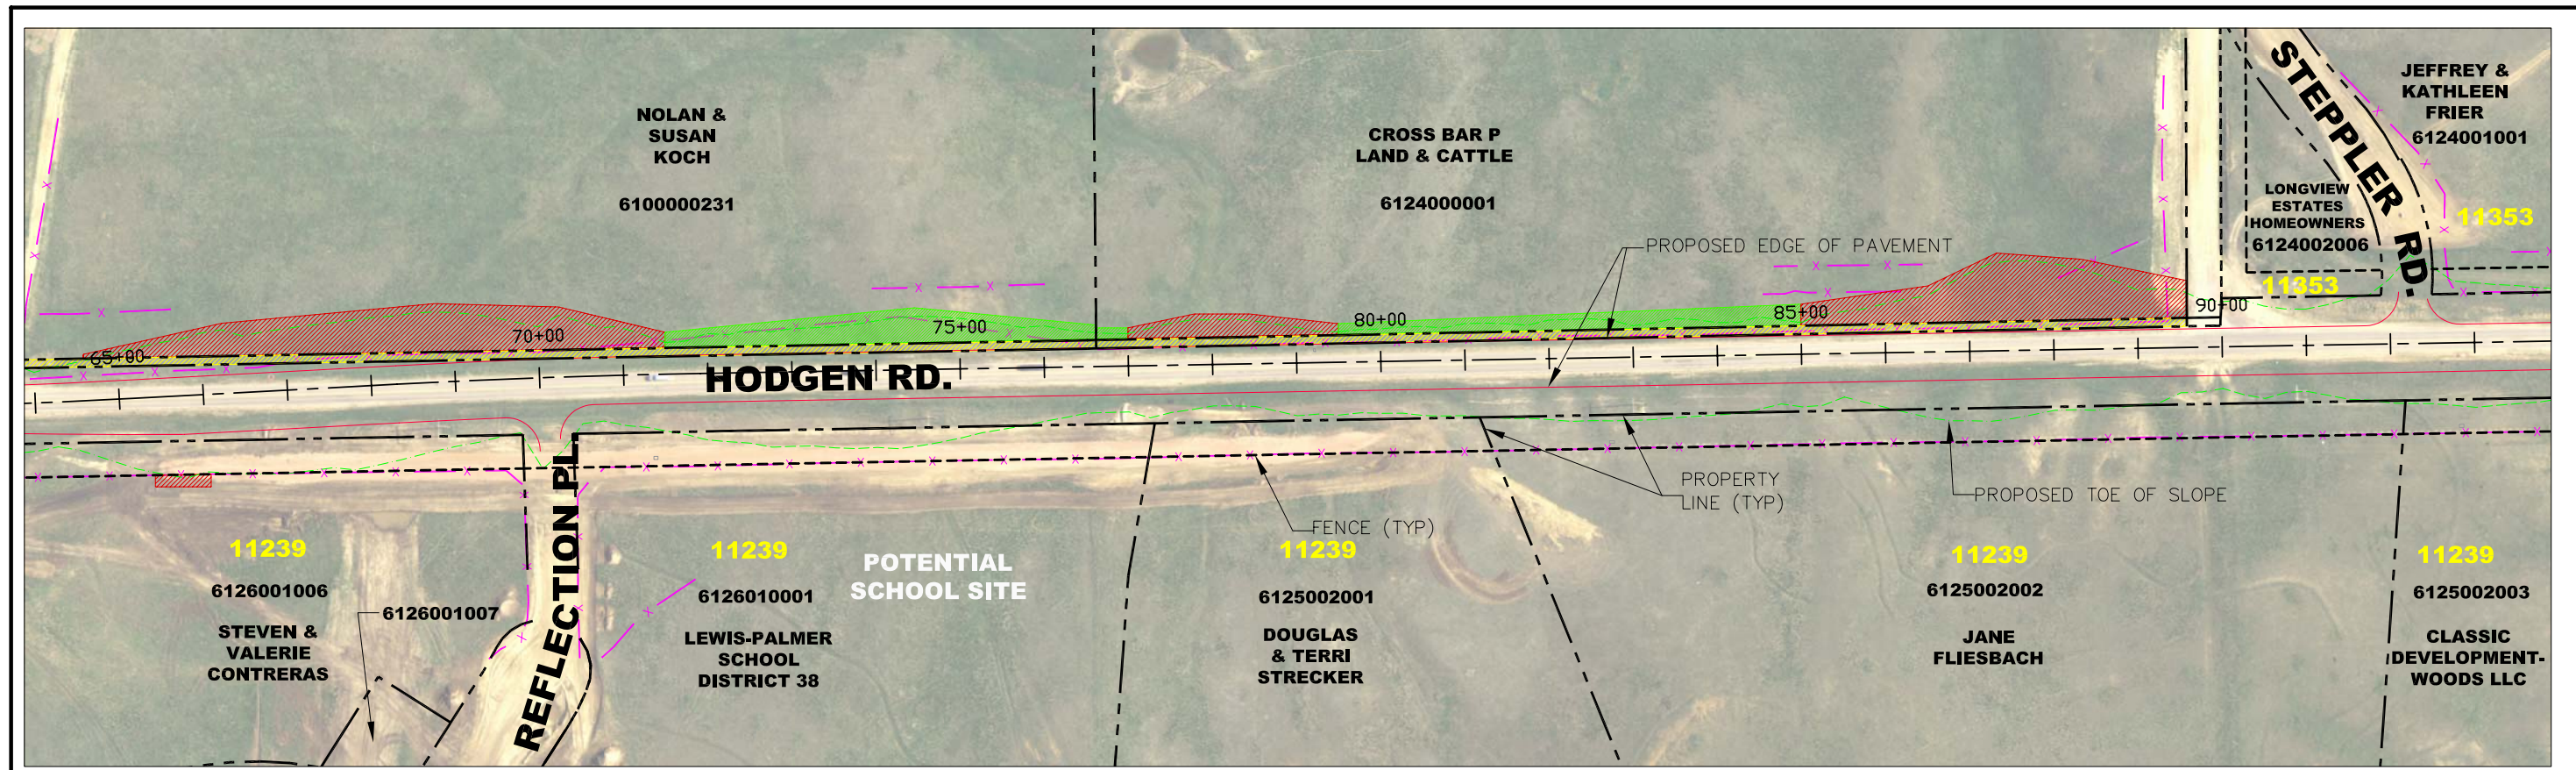 NOLAN &
SUSAN
KOCH
6100000231
CROSS BAR P
LAND & CATTLE
6124000001
STEPPLER RD.
JEFFREY &
KATHLEEN
FRIER
6124001001
LONGVIEW
ESTATES
HOMEOWNERS
6124002006
11353
11353
PROPOSED EDGE OF PAVEMENT
65+00
70+00
75+00
80+00
85+00
90+00
HODGEN RD.
REFLECTION PL
PROPERTY
LINE (TYP)
PROPOSED TOE OF SLOPE
FENCE (TYP)
11239
6126001006
STEVEN &
VALERIE
CONTRERAS
6126001007
11239
6126010001
LEWIS-PALMER
SCHOOL
DISTRICT 38
POTENTIAL
SCHOOL SITE
11239
6125002001
DOUGLAS
& TERRI
STRECKER
11239
6125002002
JANE
FLIESBACH
11239
6125002003
CLASSIC
DEVELOPMENT-
WOODS LLC